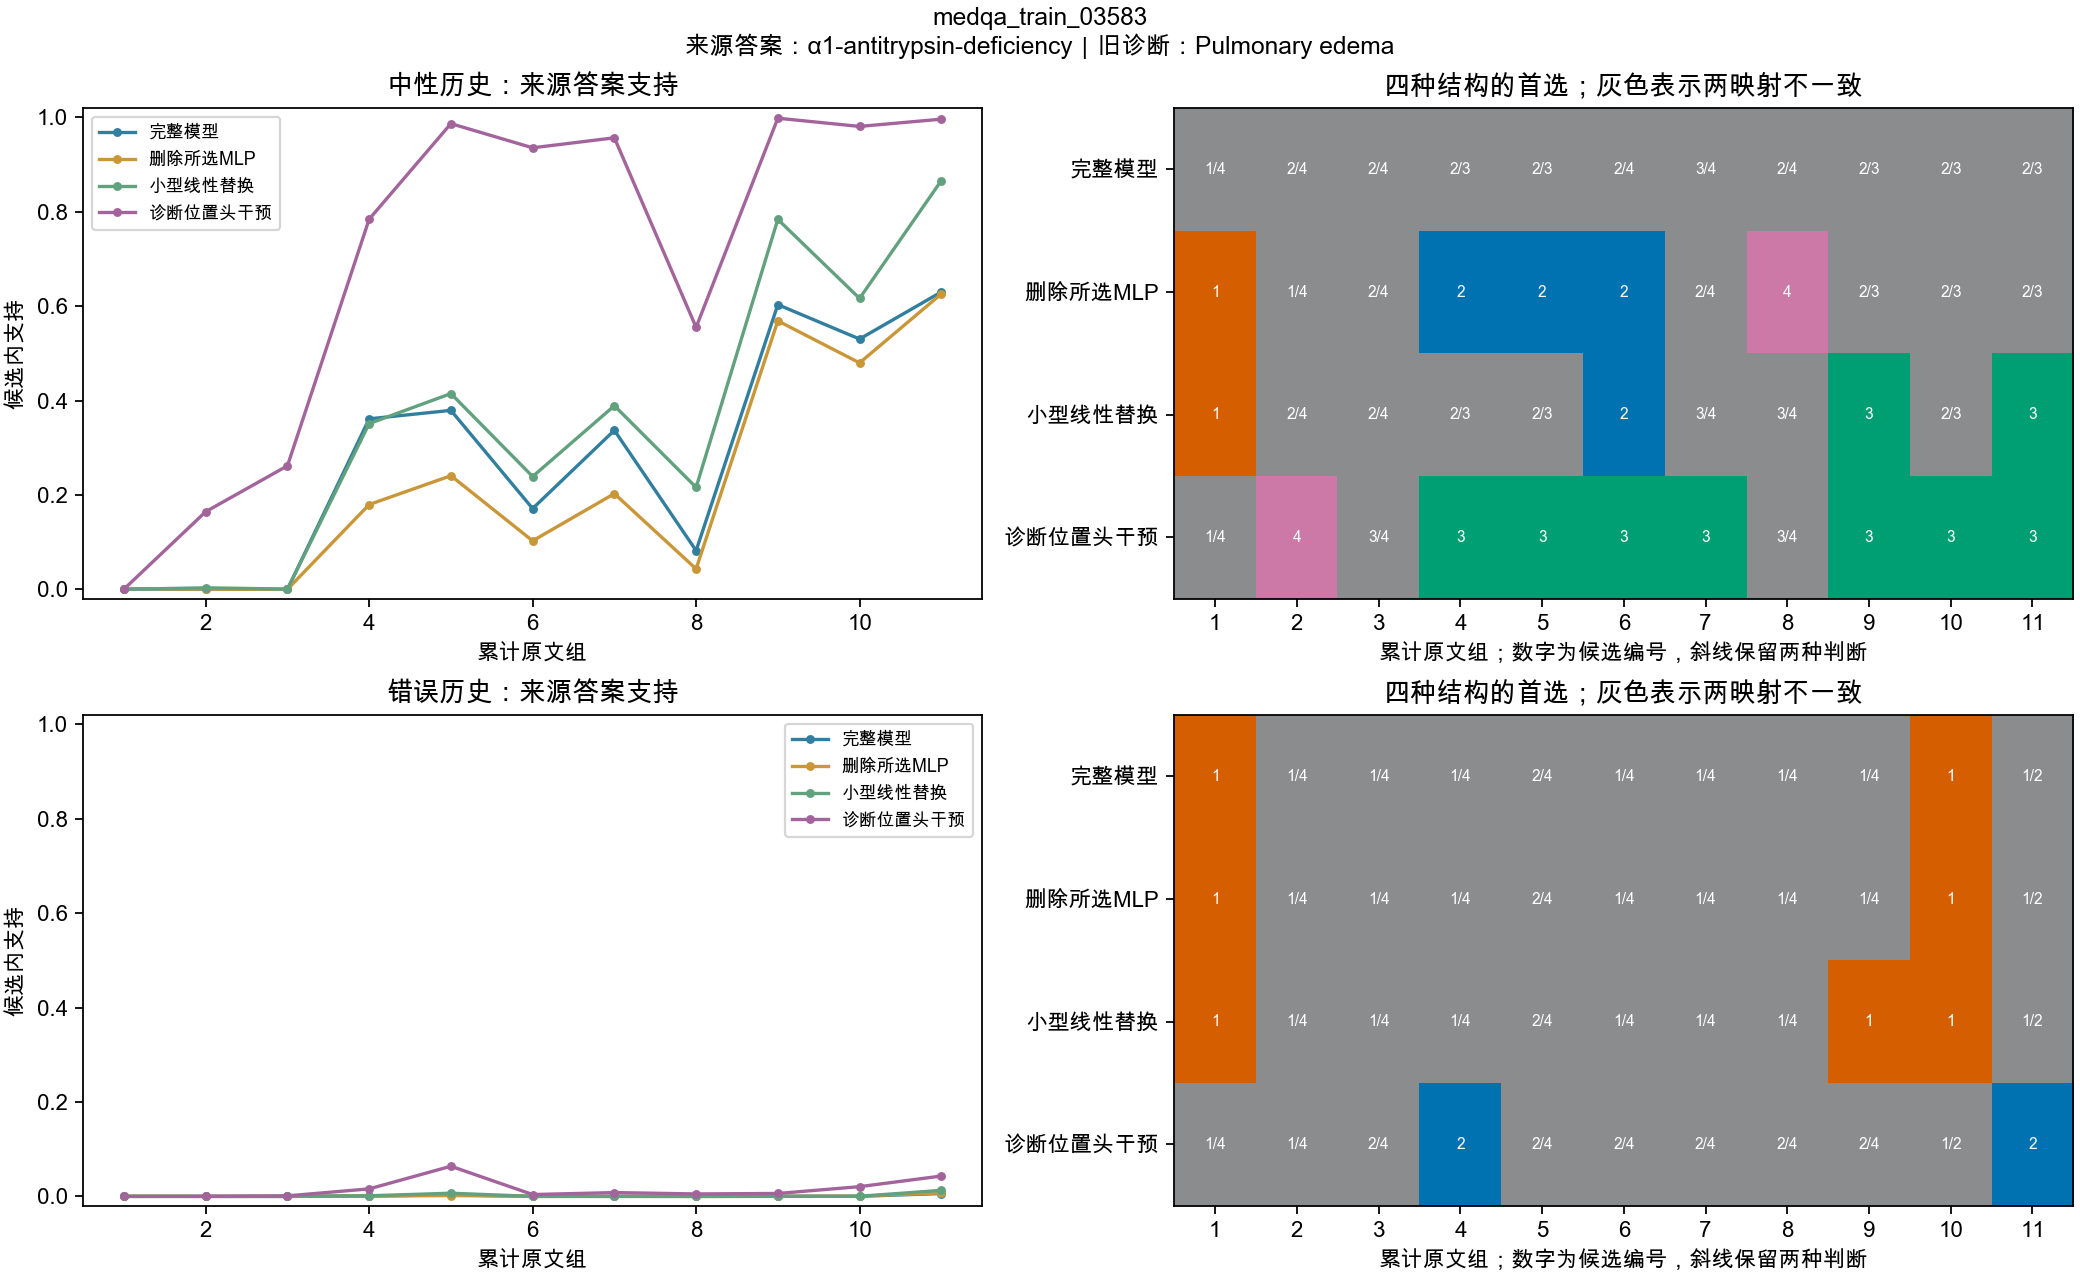 medqa_train_03583
来源答案：α1-antitrypsin-deficiency | 旧诊断：Pulmonary edema
中性历史：来源答案支持
1.0
0.8
0.6
0.4
0.2
0.0
候选内支持
完整模型
删除所选MLP
小型线性替换
诊断位置头干预
2 4 6 8 10
累计原文组
四种结构的首选；灰色表示两映射不一致
完整模型 1/4 2/4 2/4 2/3 2/3 2/4 3/4 2/4 2/3 2/3 2/3
删除所选MLP 1 1/4 2/4 2 2 2 2/4 4 2/3 2/3 2/3
小型线性替换 1 2/4 2/4 2/3 2/3 2 3/4 3/4 3 2/3 3
诊断位置头干预 1/4 4 3/4 3 3 3 3 3/4 3 3 3
1 2 3 4 5 6 7 8 9 10 11
累计原文组；数字为候选编号，斜线保留两种判断
错误历史：来源答案支持
1.0
0.8
0.6
0.4
0.2
0.0
候选内支持
完整模型
删除所选MLP
小型线性替换
诊断位置头干预
2 4 6 8 10
累计原文组
四种结构的首选；灰色表示两映射不一致
完整模型 1 1/4 1/4 1/4 2/4 1/4 1/4 1/4 1/4 1 1/2
删除所选MLP 1 1/4 1/4 1/4 2/4 1/4 1/4 1/4 1/4 1 1/2
小型线性替换 1 1/4 1/4 1/4 2/4 1/4 1/4 1/4 1 1 1/2
诊断位置头干预 1/4 1/4 2/4 2 2/4 2/4 2/4 2/4 2/4 1/2 2
1 2 3 4 5 6 7 8 9 10 11
累计原文组；数字为候选编号，斜线保留两种判断